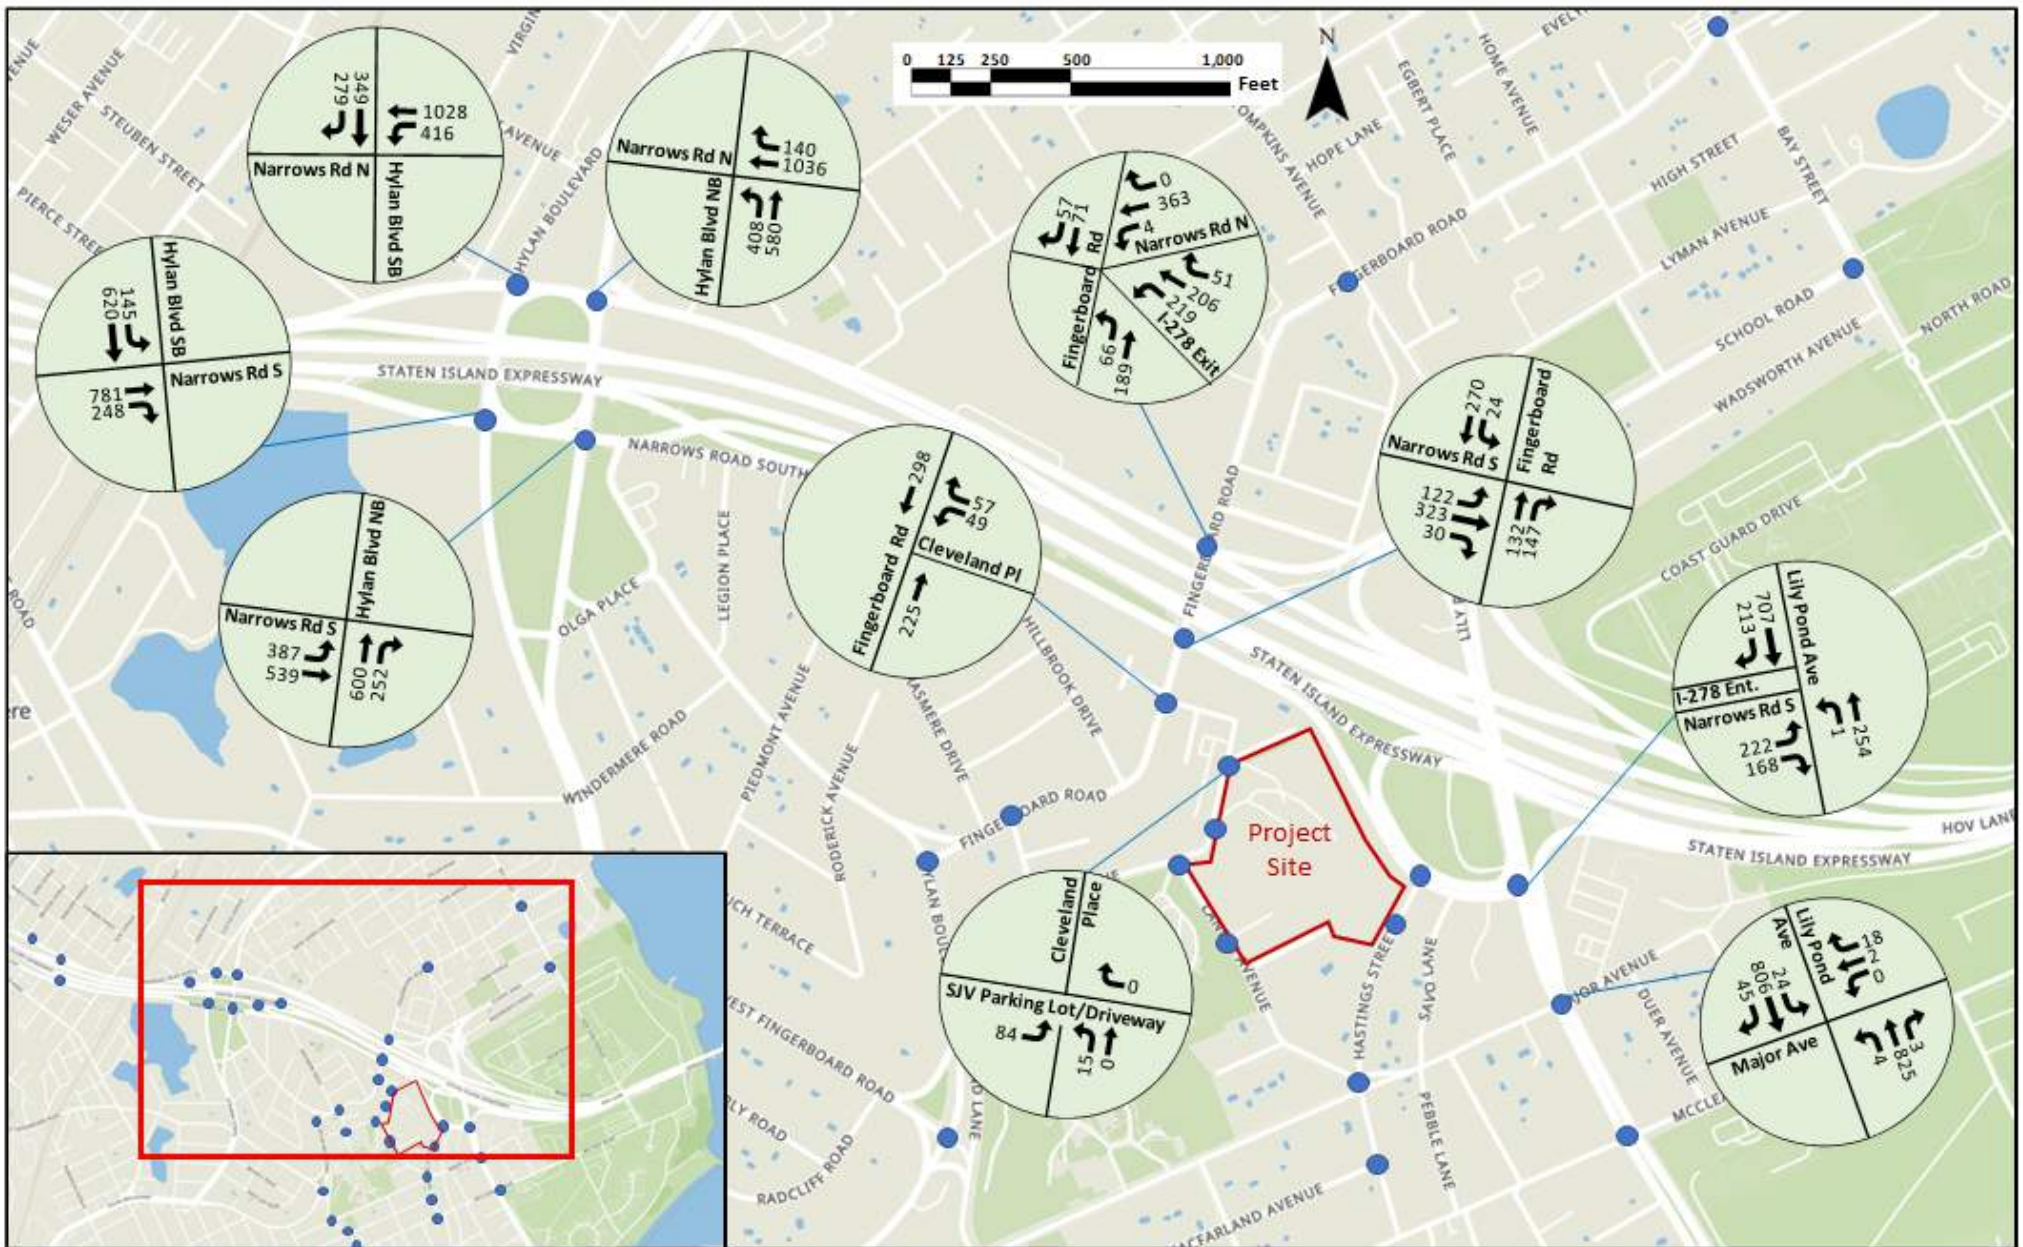 0 125 250 500 1,000
Feet
N
WESER AVENUE
STEUBEN STREET
HYLAN BOULEVARD
HOPE LANE
EGBERT PLACE
HOME AVENUE
HIGH STREET
BAY STREET
LYMAN AVENUE
SCHOOL ROAD
WADSWORTH AVENUE
NORTH ROAD
COAST GUARD DRIVE
349
279
1028
416
Narrows Rd N
Hylan Blvd SB
Narrows Rd N
140
1036
Hylan Blvd NB
408
580
57
71
0
363
4
Fingerboard Rd
Narrows Rd N
51
206
219
I-278 Exit
66
189
145
620
Hylan Blvd SB
Narrows Rd S
781
248
STATEN ISLAND EXPRESSWAY
NARROWS ROAD SOUTH
270
24
Fingerboard Rd
Narrows Rd S
122
323
30
132
147
298
57
49
Fingerboard Rd
Cleveland Pl
225
Hylan Blvd NB
Narrows Rd S
387
539
600
252
LEGION PLACE
OLGA PLACE
HILLBROOK DRIVE
WINDERMERE ROAD
PIEDMONT AVENUE
RODERICK AVENUE
STATEN ISLAND EXPRESSWAY
707
213
Lily Pond Ave
I-278 Ent.
Narrows Rd S
222
168
1
254
HOV LANE
STATEN ISLAND EXPRESSWAY
Project
Site
Cleveland
Place
0
SJV Parking Lot/Driveway
84
15
0
HASTINGS STREET
SAVO LANE
PEBBLE LANE
DUER AVENUE
RADCLIFF ROAD
Lily Pond
Ave
18
2
0
24
806
45
Major Ave
4
825
3